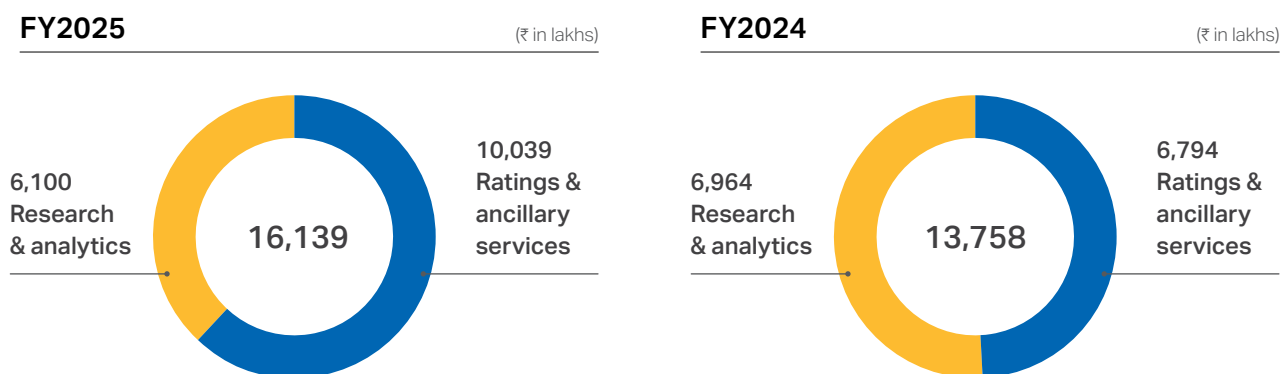 FY2025
(₹ in lakhs)
6,100
Research
& analytics
16,139
10,039
Ratings &
ancillary
services
FY2024
(₹ in lakhs)
6,964
Research
& analytics
13,758
6,794
Ratings &
ancillary
services